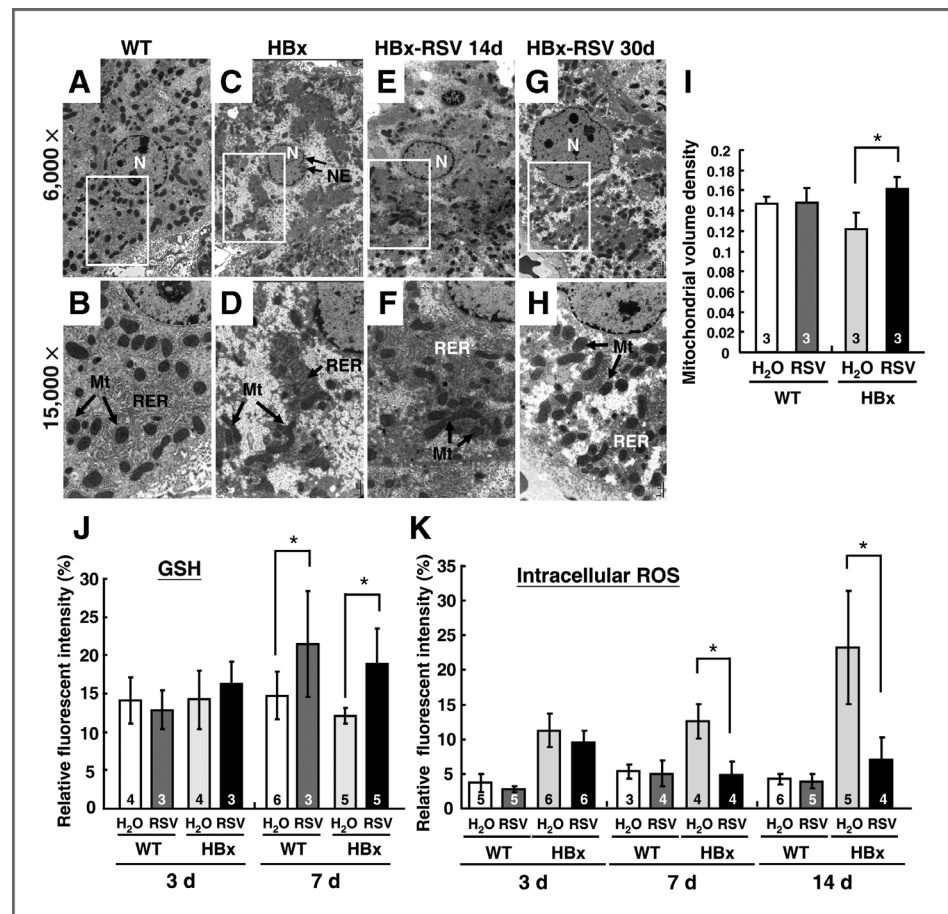 WT
HBx
HBx-RSV 14d
HBx-RSV 30d
6,000 ×
A
N
C
N
NE
E
N
G
N
15,000 ×
B
Mt
RER
D
RER
Mt
F
RER
Mt
H
Mt
RER
I
Mitochondrial volume density
*
0.2
0.18
0.16
0.14
0.12
0.1
0.08
0.06
0.04
0.02
0
3 3 3 3
H₂O RSV H₂O RSV
WT HBx
J
GSH
Relative fluorescent intensity (%)
* *
30
25
20
15
10
5
0
4 3 4 3 6 3 5 5
H₂O RSV H₂O RSV H₂O RSV H₂O RSV
WT HBx WT HBx
3 d 7 d
K
Intracellular ROS
Relative fluorescent intensity (%)
* *
35
30
25
20
15
10
5
0
5 5 6 6 3 4 4 4 6 5 5 4
H₂O RSV H₂O RSV H₂O RSV H₂O RSV H₂O RSV H₂O RSV
WT HBx WT HBx WT HBx
3 d 7 d 14 d